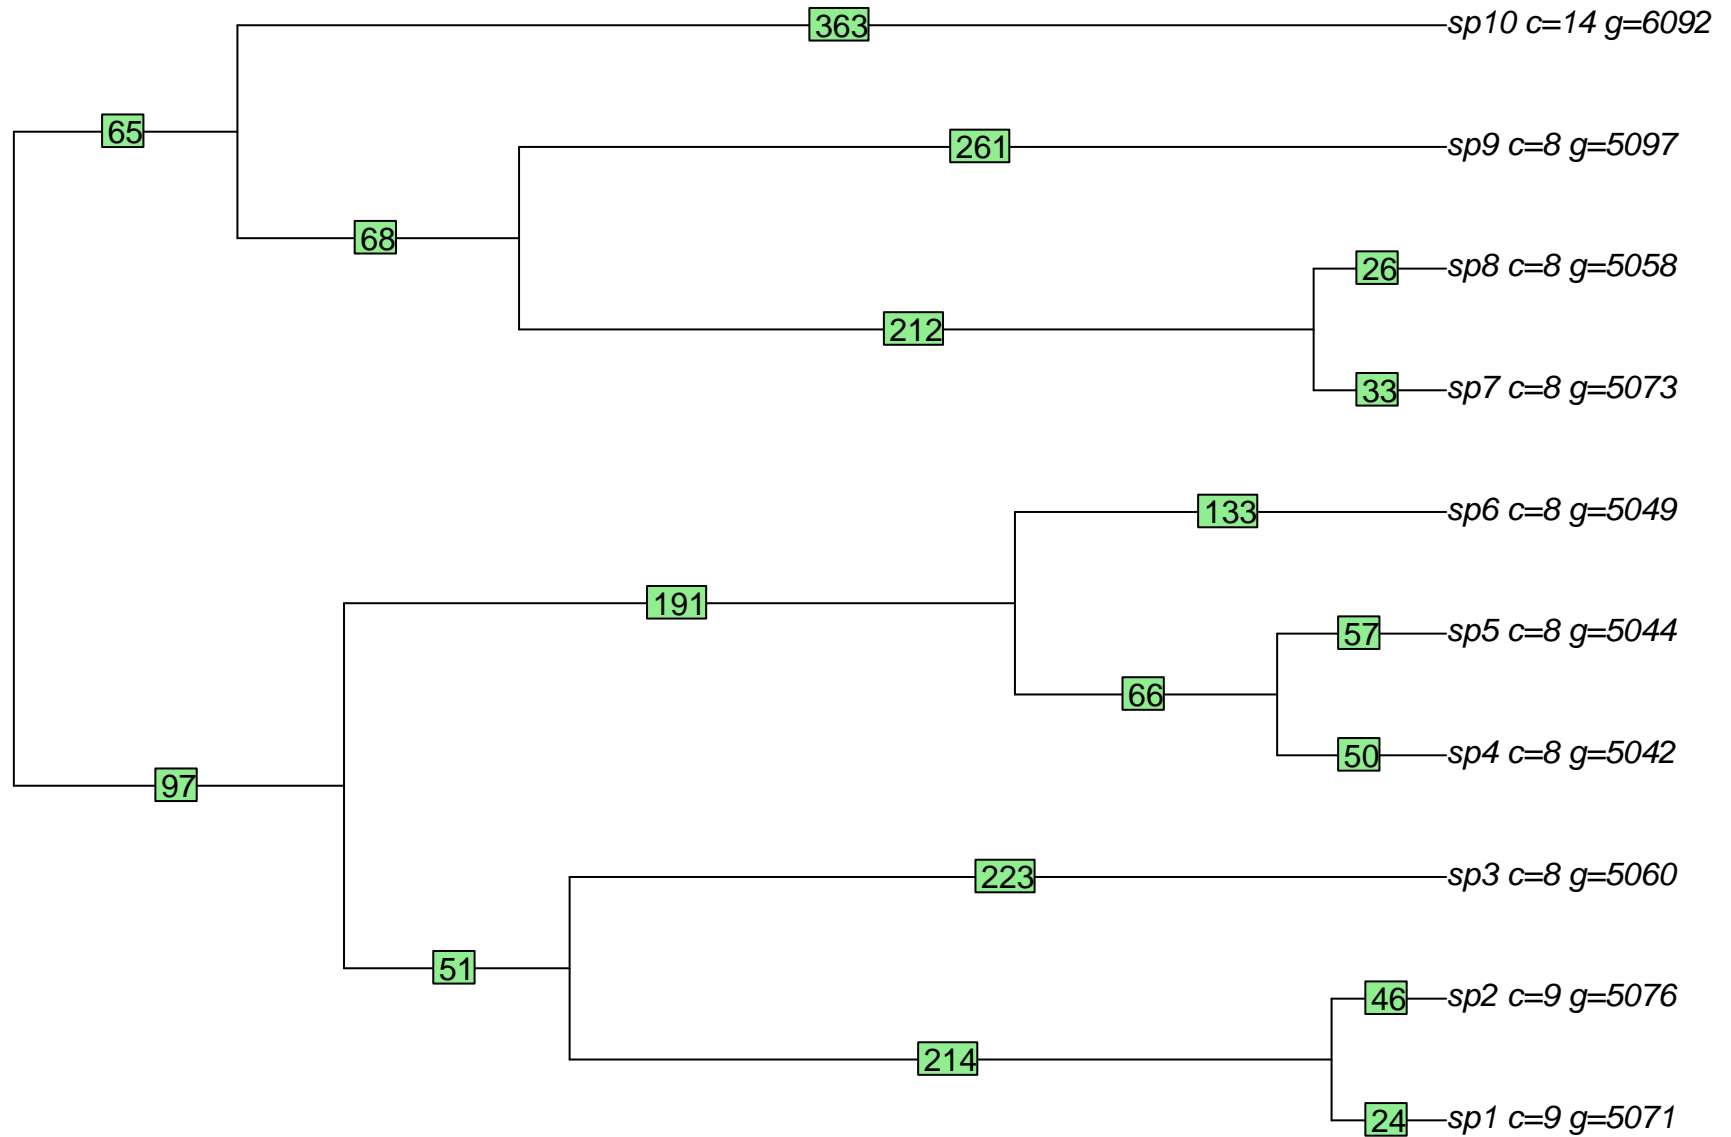 363 sp10 c=14 g=6092
65
261 sp9 c=8 g=5097
68
26 sp8 c=8 g=5058
212
33 sp7 c=8 g=5073
133 sp6 c=8 g=5049
191
57 sp5 c=8 g=5044
66
50 sp4 c=8 g=5042
97
223 sp3 c=8 g=5060
51
46 sp2 c=9 g=5076
214
24 sp1 c=9 g=5071